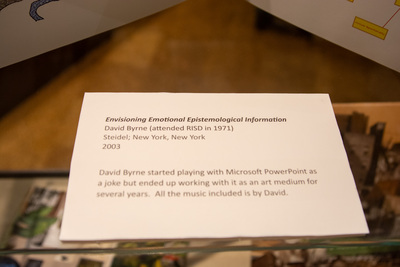 Envisioning Emotional Epistemological Information
David Byrne (attended RISD in 1971)
Steidel; New York, New York
2003
David Byrne started playing with Microsoft PowerPoint as
a joke but ended up working with it as an art medium for
several years.  All the music included is by David.